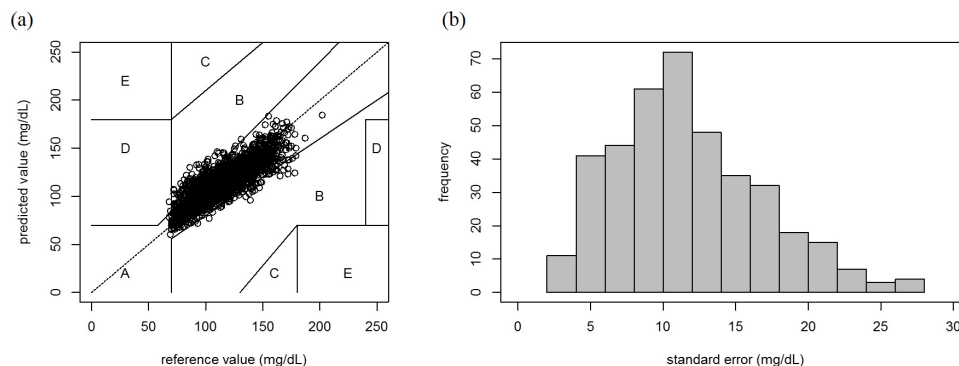 (a)
E
C
B
D
D
B
A
C
E
0
50
100
150
200
250
0
50
100
150
200
250
predicted value (mg/dL)
reference value (mg/dL)
(b)
0
10
20
30
40
50
60
70
0
5
10
15
20
25
30
frequency
standard error (mg/dL)